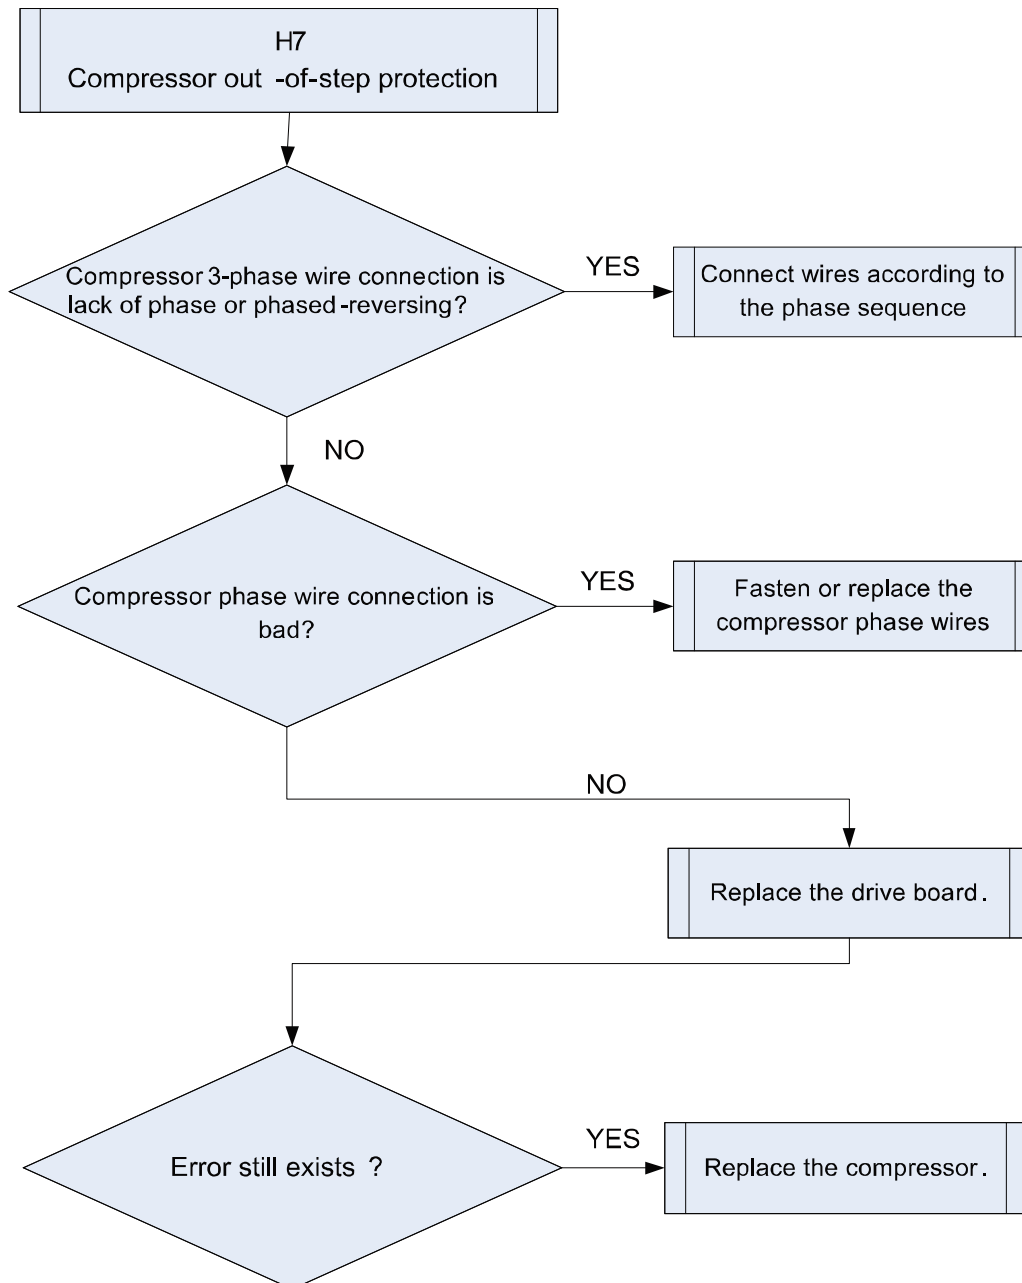 H7
Compressor out -of-step protection
Compressor 3-phase wire connection is
lack of phase or phased-reversing?
YES
Connect wires according to
the phase sequence
NO
Compressor phase wire connection is
bad?
YES
Fasten or replace the
compressor phase wires
NO
Replace the drive board.
Error still exists ?
YES
Replace the compressor.